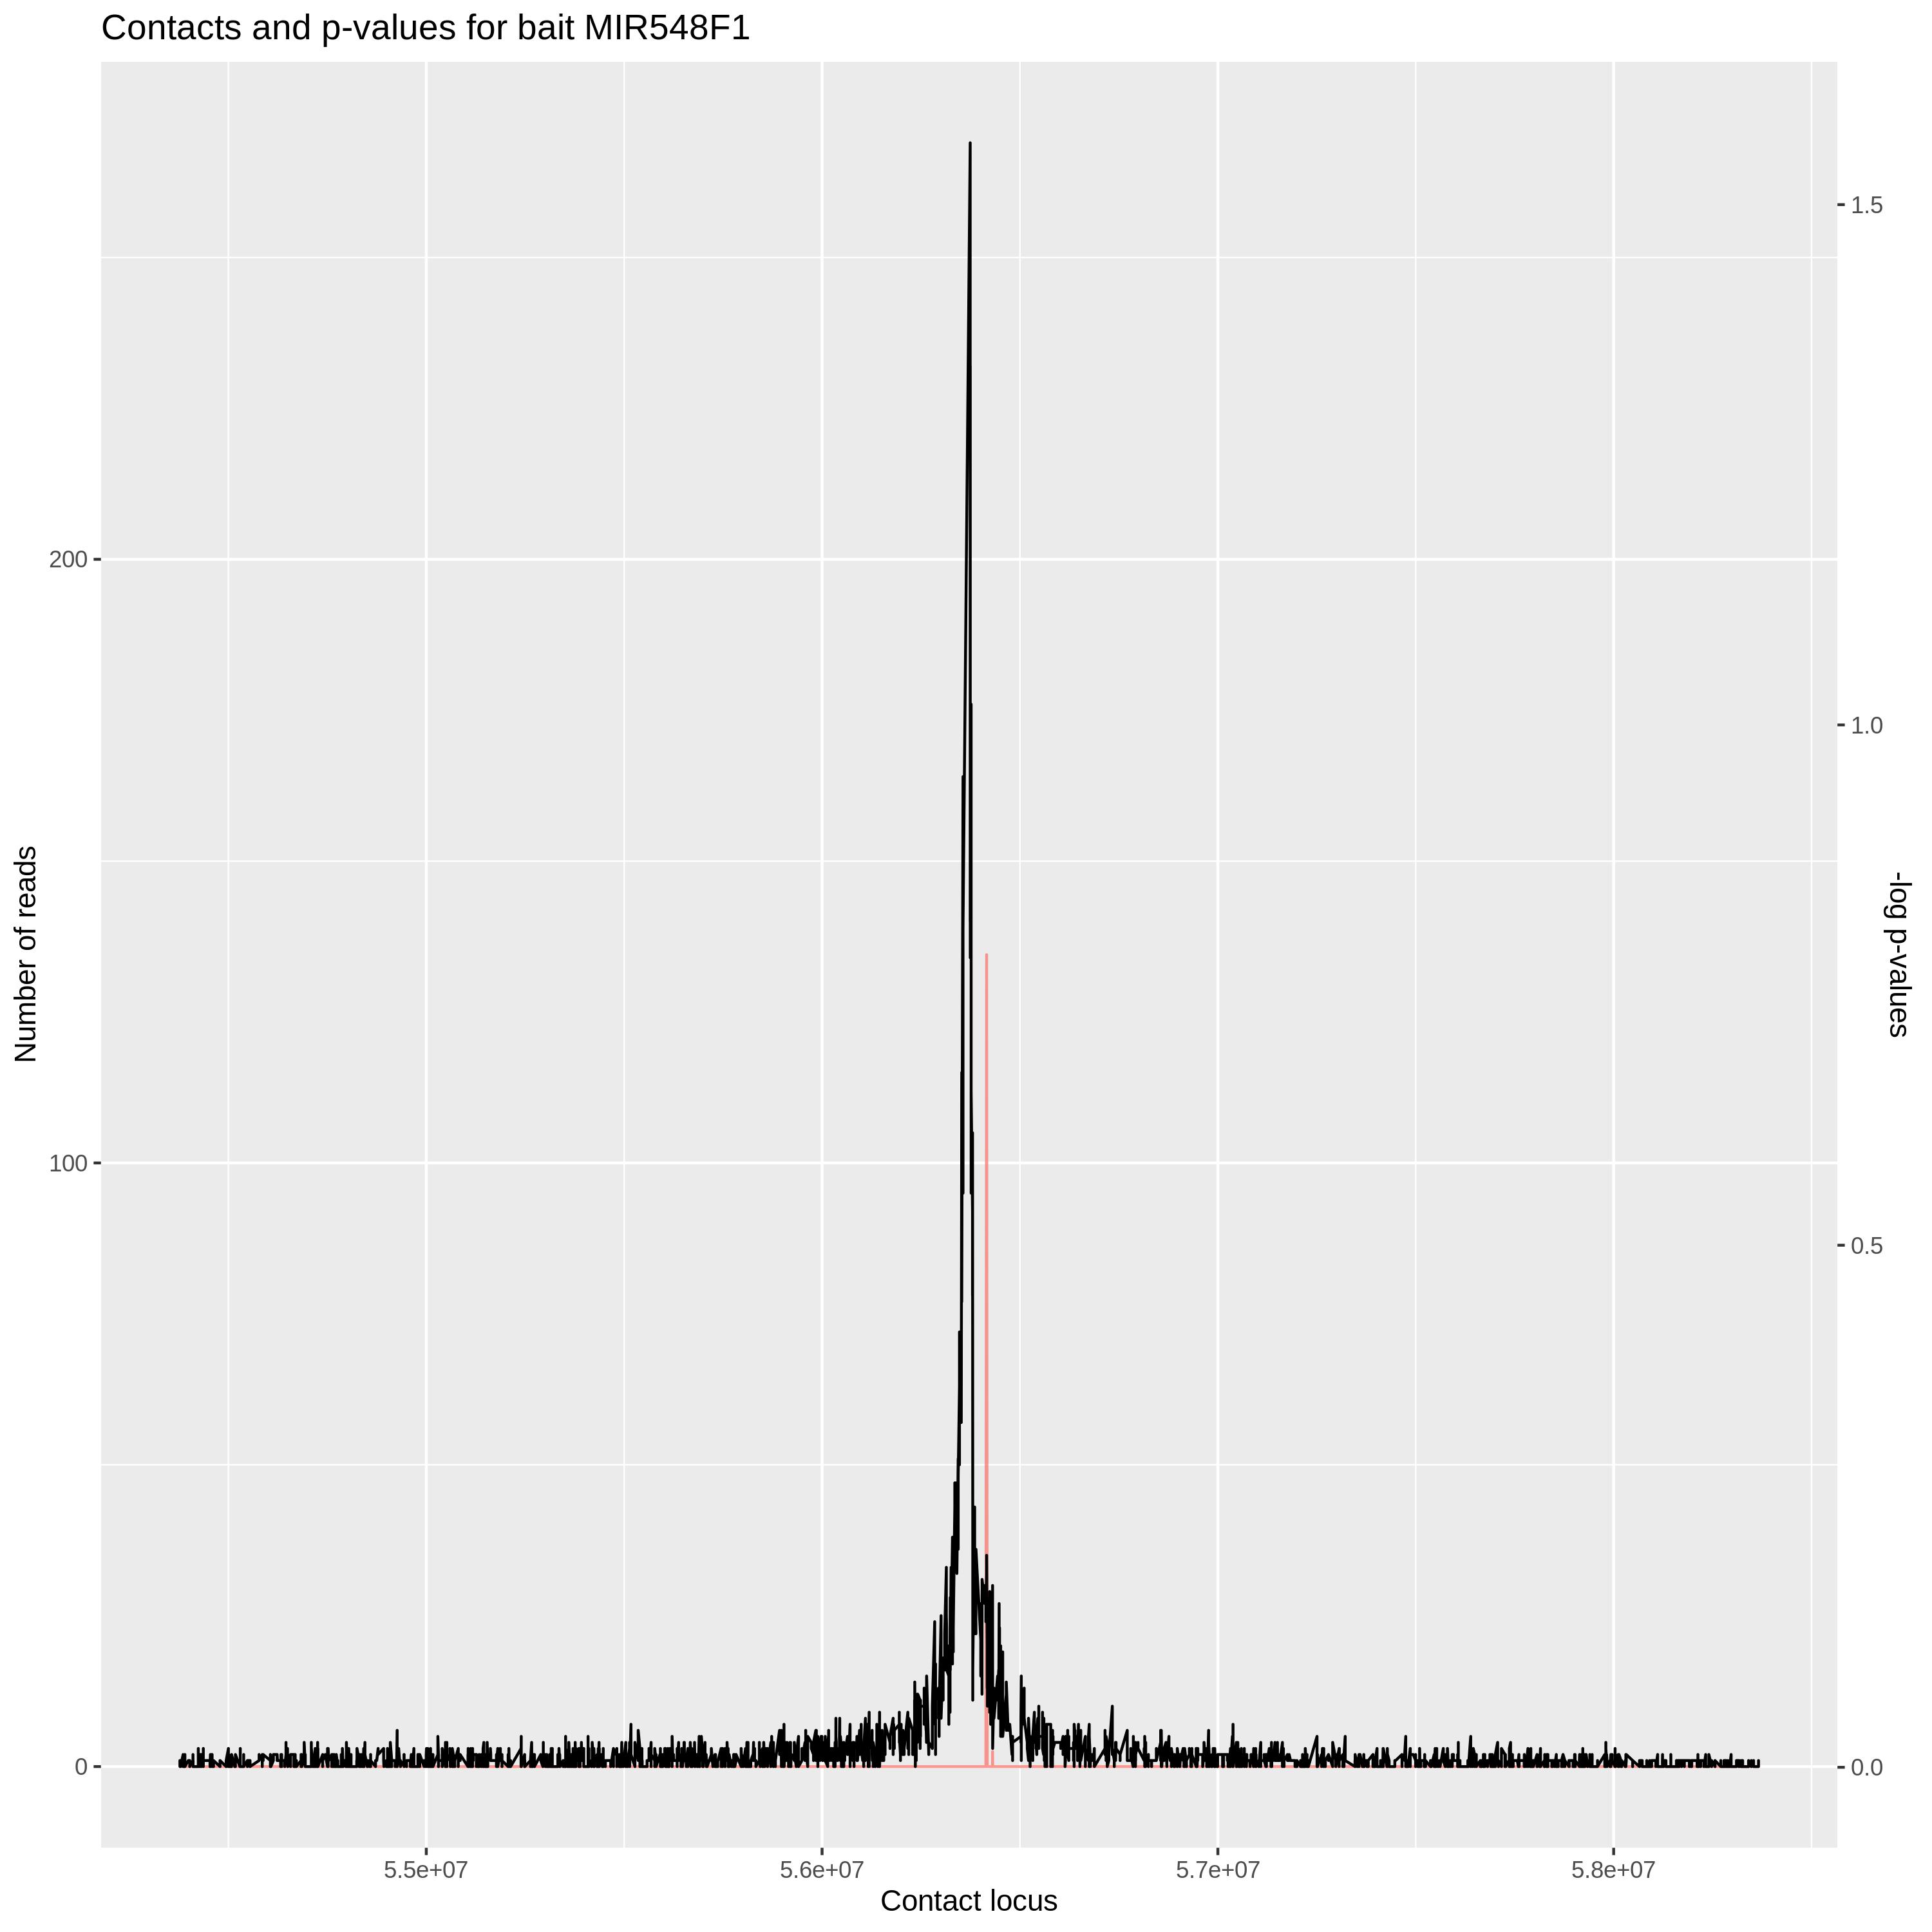 Contacts and p-values for bait MIR548F1
Number of reads
200
100
0
1.5
1.0
0.5
0.0
-log p-values
5.5e+07
5.6e+07
5.7e+07
5.8e+07
Contact locus